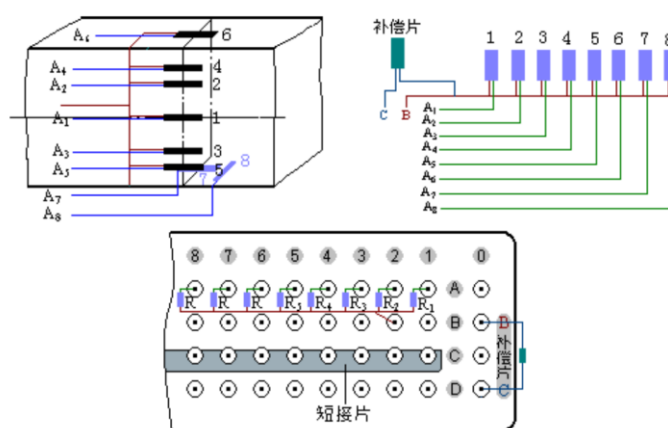 A₆ 6
A₄ 4
A₂ 2
A₁ 1
A₃ 3
A₅ 5 7 8
A₇
A₈
补偿片
1 2 3 4 5 6 7 8
C B
A₁
A₂
A₃
A₄
A₅
A₆
A₇
A₈
8 7 6 5 4 3 2 1 0
A
R R R R₅ R₄ R₃ R₂ R₁
B B
C 补偿片
D C
短接片